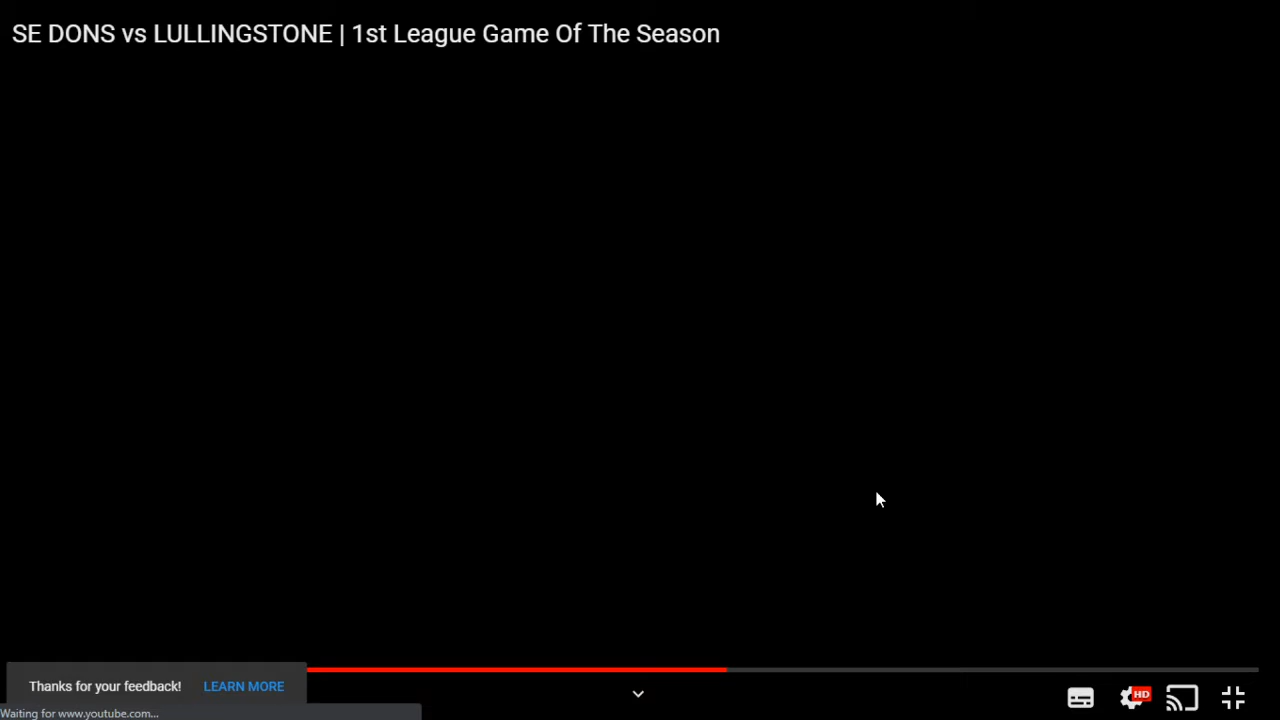 SE DONS vs LULLINGSTONE | 1st League Game Of The Season
Thanks for your feedback! LEARN MORE
HD
Waiting for www.youtube.com...